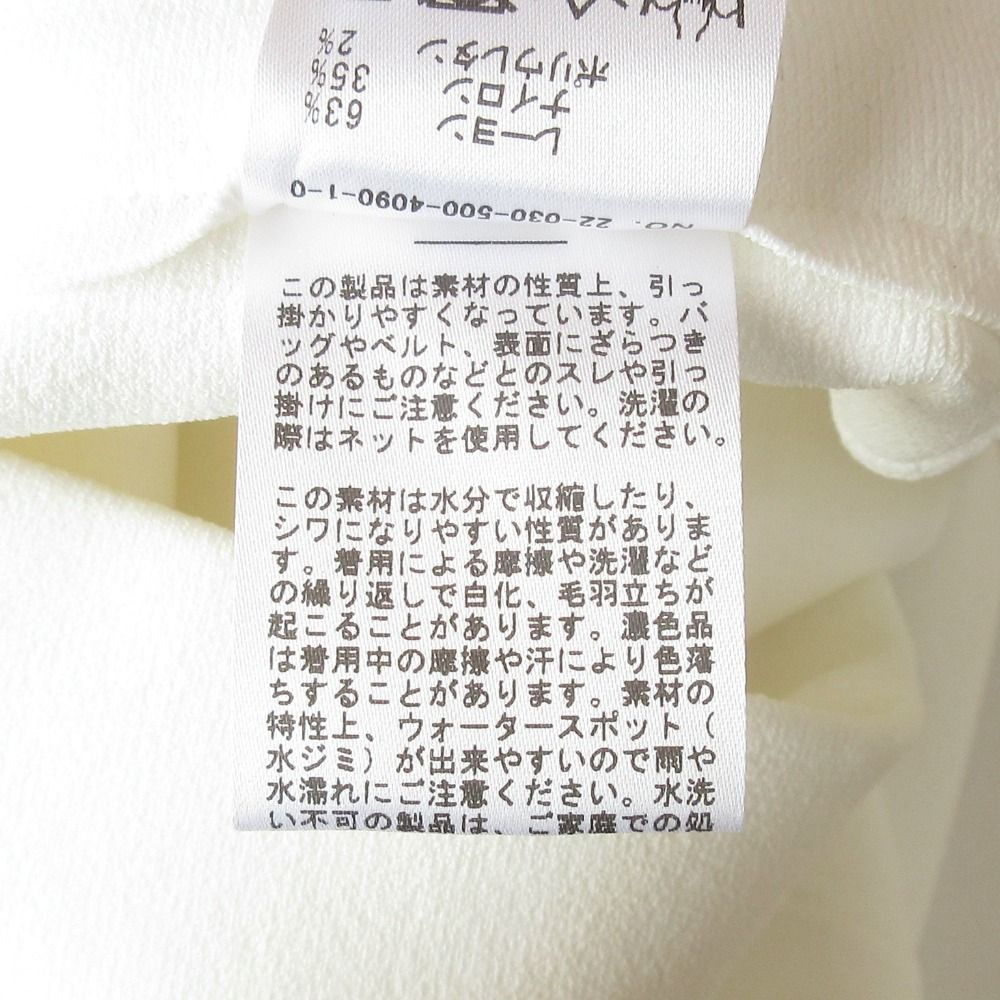 レーヨン 63%
ナイロン 35%
ポリウレタン 2%
NO. 22-030-500-4090-1-0
この製品は素材の性質上、引っ
掛かりやすくなっています。バ
ッグやベルト、表面にざらつき
のあるものなどとのスレや引っ
掛けにご注意ください。洗濯の
際はネットを使用してください。
この素材は水分で収縮したり、
シワになりやすい性質がありま
す。着用による摩擦や洗濯など
の繰り返しで白化、毛羽立ちが
起こることがあります。濃色品
は着用中の摩擦や汗により色落
ちすることがあります。素材の
特性上、ウォータースポット（
水ジミ）が出来やすいので雨や
水濡れにご注意ください。水洗
い不可の製品は、ご家庭での処